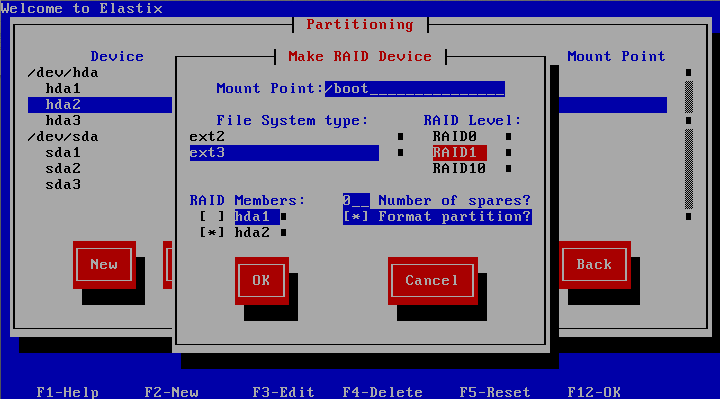 Welcome to Elastix
Partitioning
Device
Mount Point
/dev/hda
hda1
hda2
hda3
/dev/sda
sda1
sda2
sda3
New
Back
Make RAID Device
Mount Point:/boot_______________
File System type: RAID Level:
ext2 RAID0
ext3 RAID1
RAID10
RAID Members: 0__ Number of spares?
[ ] hda1 [*] Format partition?
[*] hda2
OK Cancel
F1-Help F2-New F3-Edit F4-Delete F5-Reset F12-OK